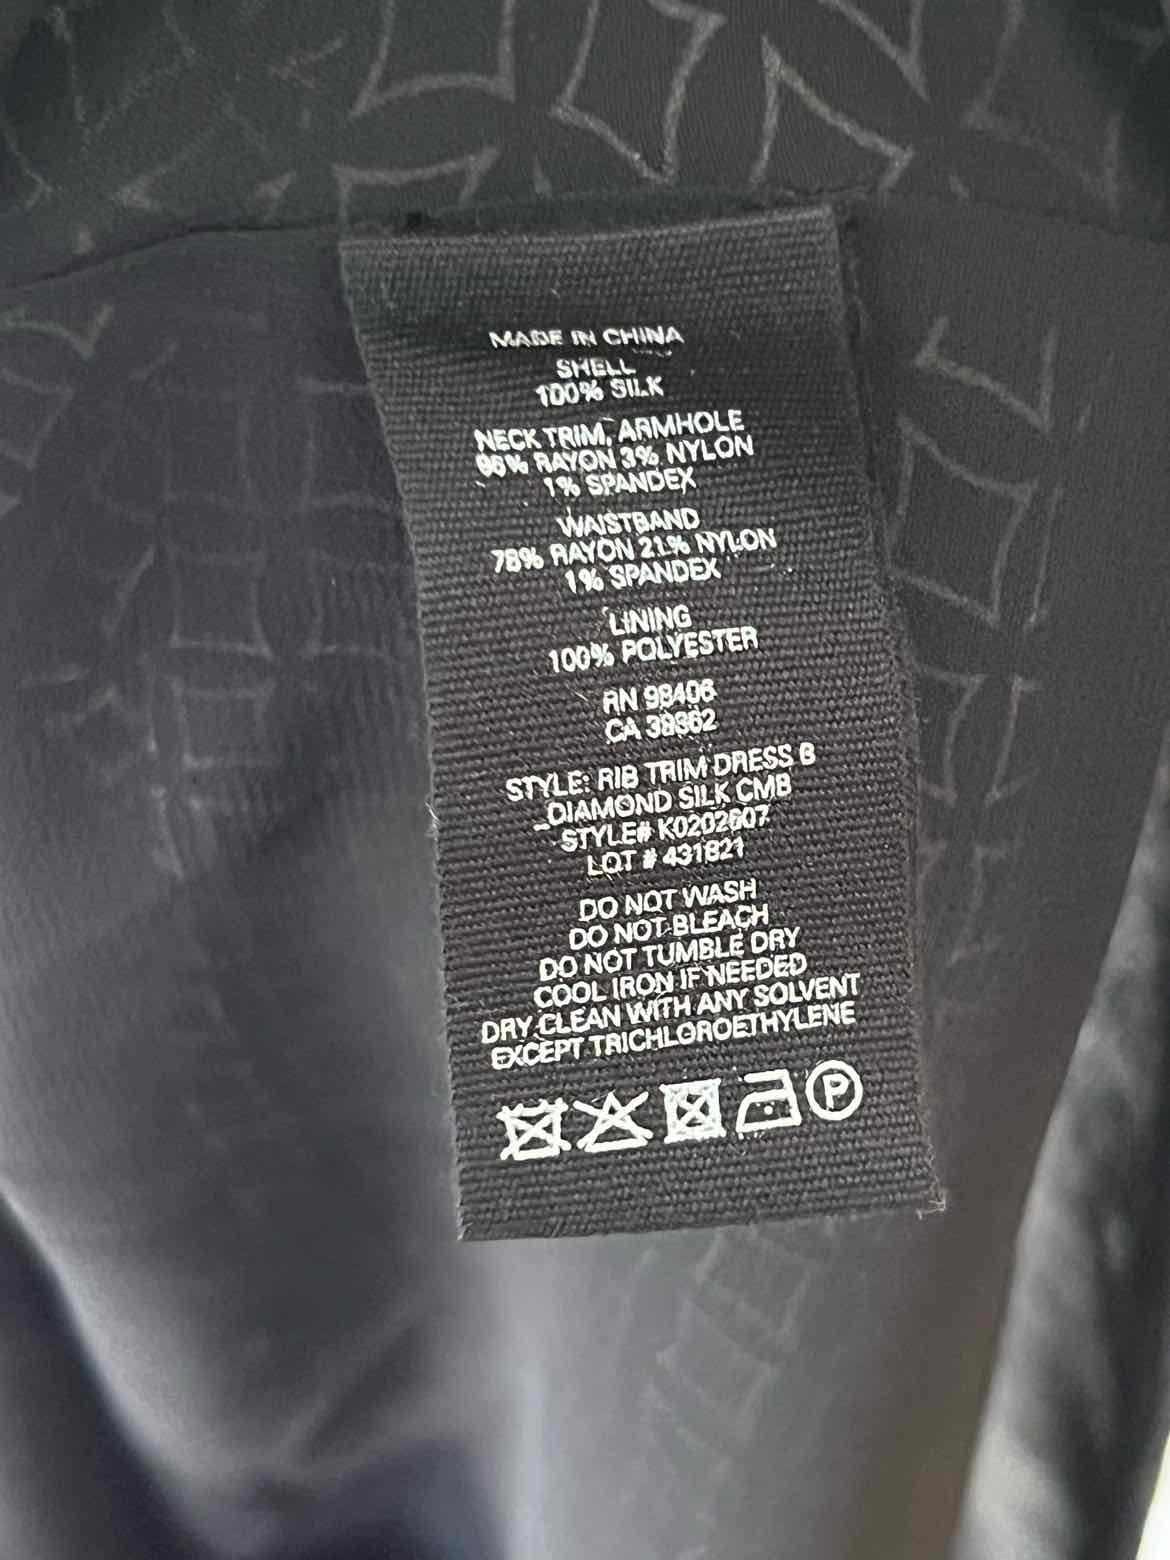 MADE IN CHINA
SHELL
100% SILK
NECK TRIM, ARMHOLE
96% RAYON 3% NYLON
1% SPANDEX
WAISTBAND
78% RAYON 21% NYLON
1% SPANDEX
LINING
100% POLYESTER
RN 98406
CA 38862
STYLE: RIB TRIM DRESS B
DIAMOND SILK CMB
STYLE# K0202607
LOT # 431821
DO NOT WASH
DO NOT BLEACH
DO NOT TUMBLE DRY
COOL IRON IF NEEDED
DRY CLEAN WITH ANY SOLVENT
EXCEPT TRICHLGROETHYLENE
P